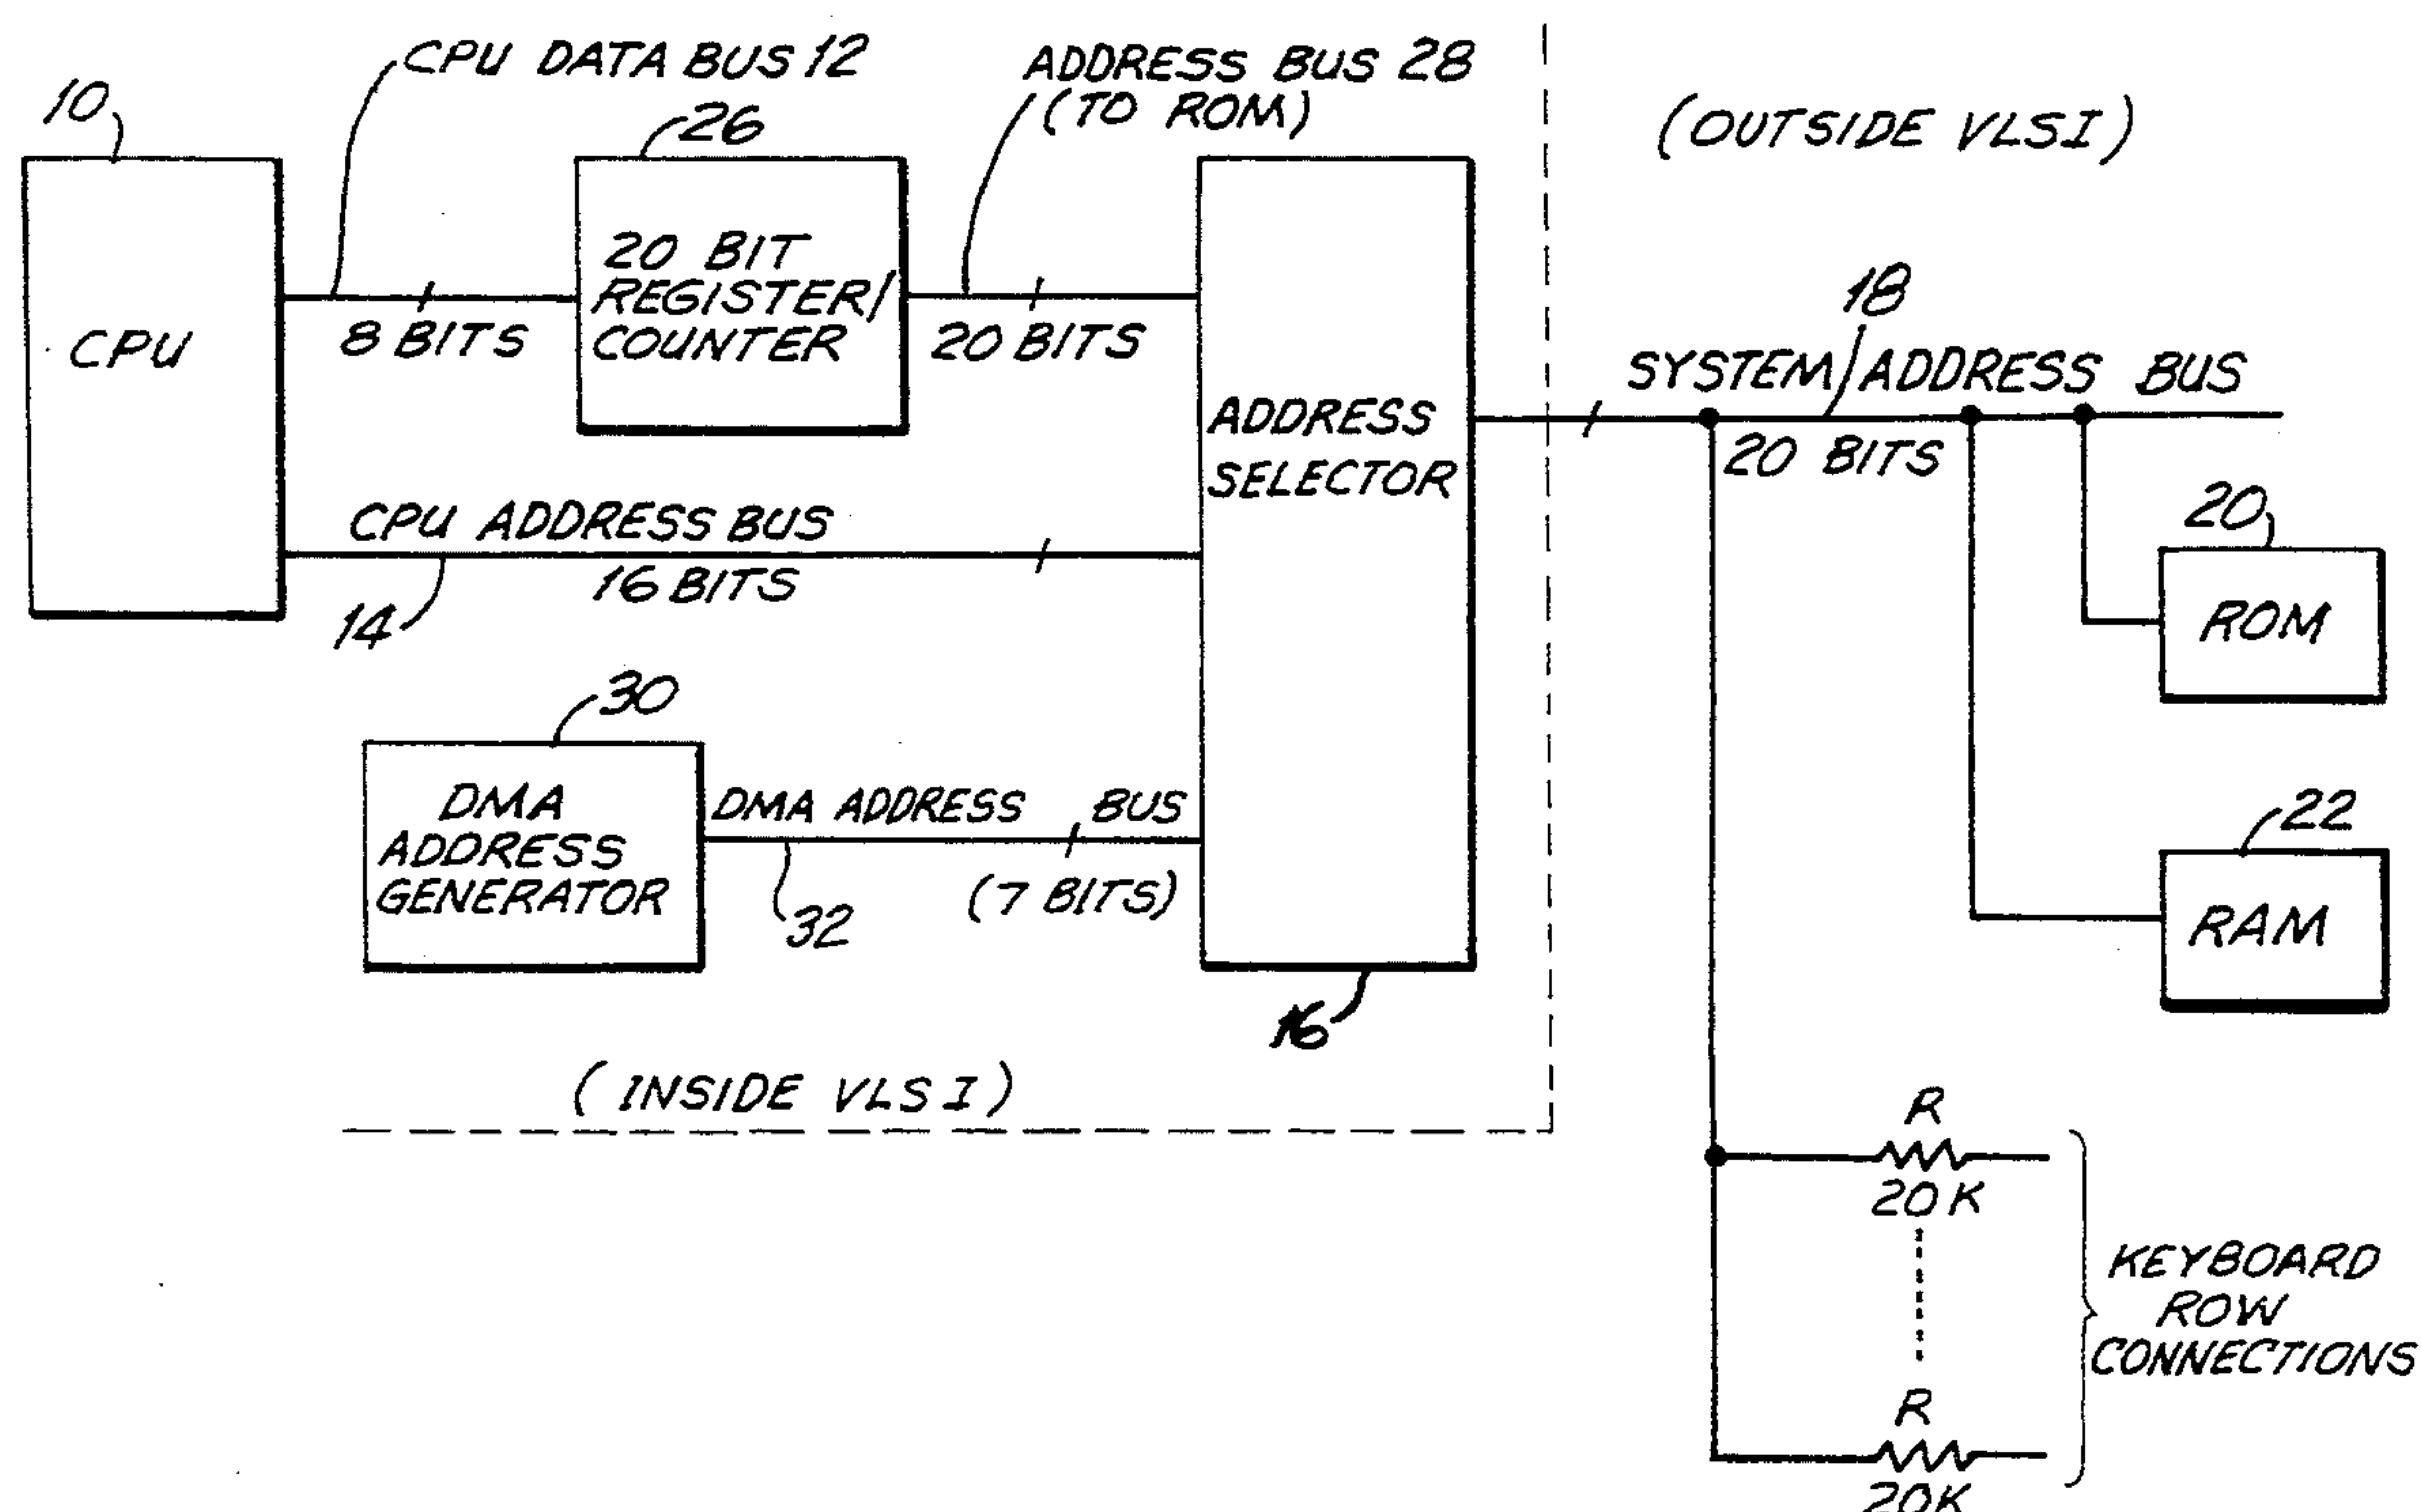 CPU DATA BUS 12
ADDRESS BUS 28
(TO ROM)
(OUTSIDE VLSI)
10
26
CPU
20 BIT
REGISTER/
COUNTER
8 BITS
20 BITS
ADDRESS
SELECTOR
18
SYSTEM/ADDRESS BUS
20 BITS
CPU ADDRESS BUS
16 BITS
14
20
ROM
30
DMA
ADDRESS
GENERATOR
DMA ADDRESS BUS
(7 BITS)
32
22
RAM
16
(INSIDE VLSI)
R
20K
KEYBOARD
ROW
CONNECTIONS
R
20K